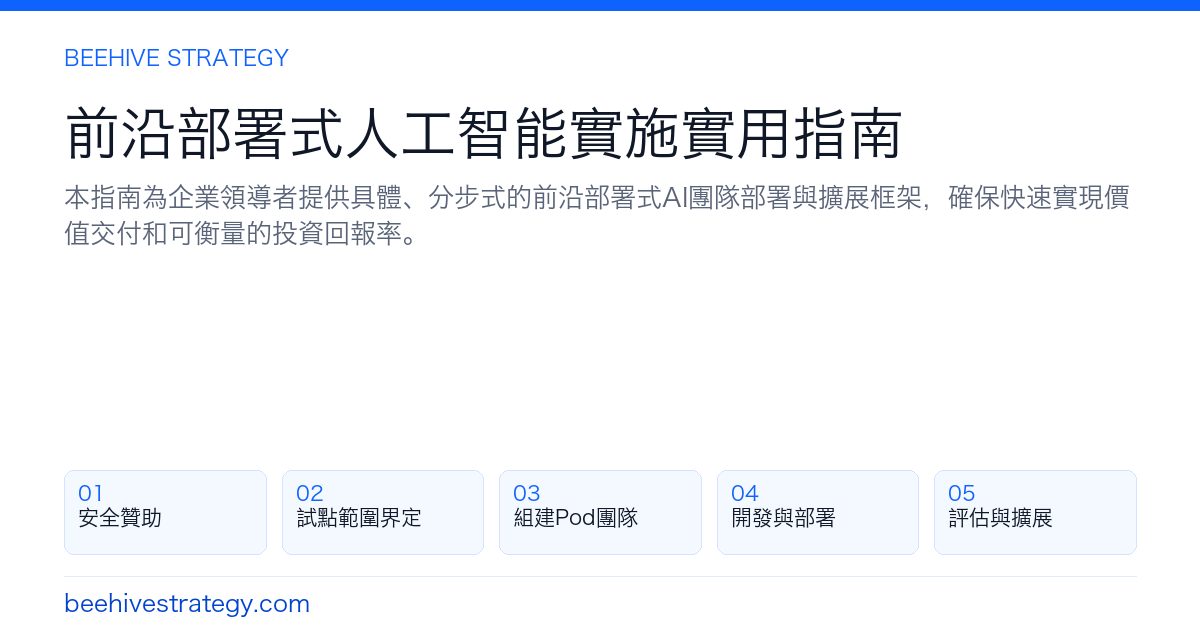 BEEHIVE STRATEGY
前沿部署式人工智能實施實用指南
本指南為企業領導者提供具體、分步式的前沿部署式AI團隊部署與擴展框架，確保快速實現價
值交付和可衡量的投資回報率。
01
安全贊助
02
試點範圍界定
03
組建Pod團隊
04
開發與部署
05
評估與擴展
beehivestrategy.com